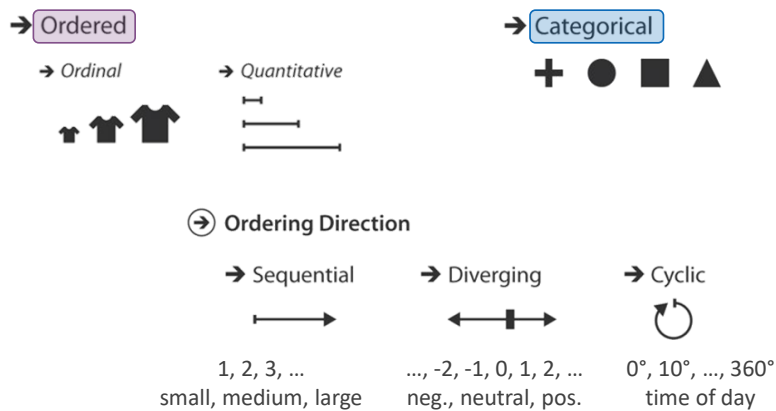 ➔ Ordered
➔ Categorical
➔ Ordinal
➔ Quantitative
➔ Ordering Direction
➔ Sequential
➔ Diverging
➔ Cyclic
1, 2, 3, ...
small, medium, large
..., -2, -1, 0, 1, 2, ...
neg., neutral, pos.
0°, 10°, ..., 360°
time of day